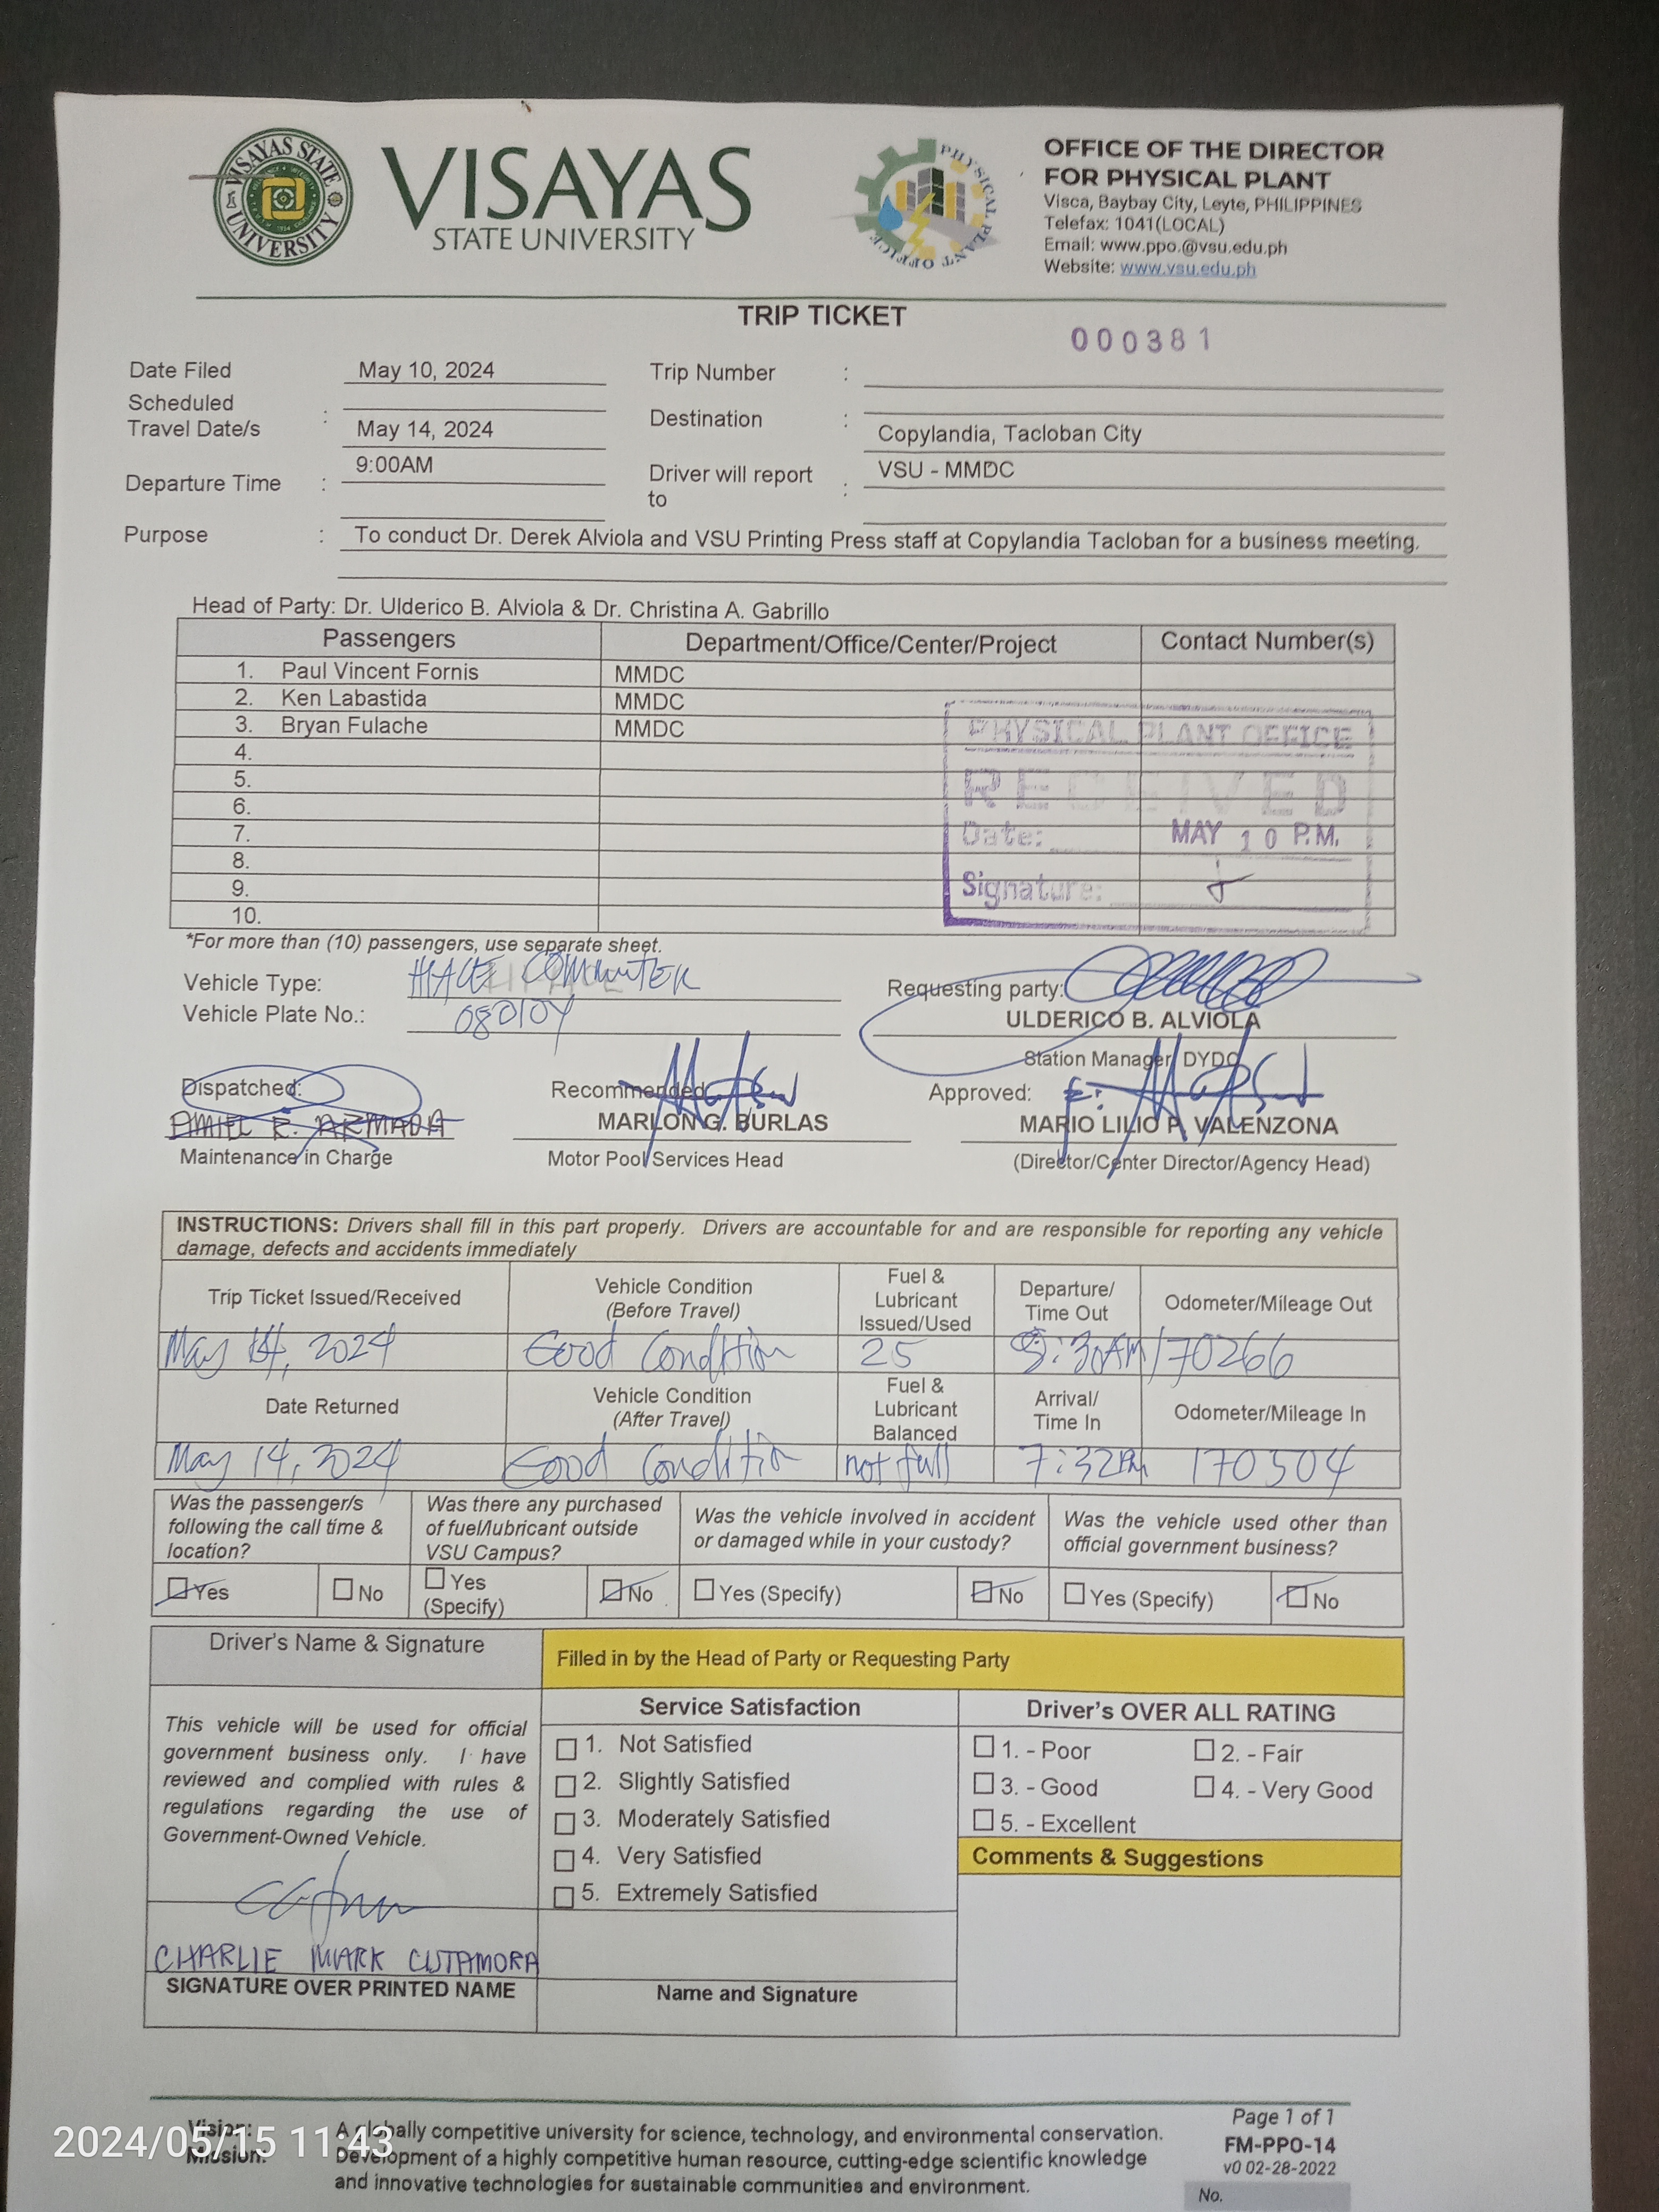 VISAYAS STATE UNIVERSITY
VISAYAS
STATE UNIVERSITY
PHYSICAL PLANT OFFICE
OFFICE OF THE DIRECTOR
FOR PHYSICAL PLANT
Visca, Baybay City, Leyte, PHILIPPINES
Telefax: 1041(LOCAL)
Email: www.ppo.@vsu.edu.ph
Website: www.vsu.edu.ph
TRIP TICKET
000381
Date Filed May 10, 2024 Trip Number :
Scheduled
Travel Date/s : May 14, 2024 Destination : Copylandia, Tacloban City
Departure Time : 9:00AM Driver will report to : VSU - MMDC
Purpose : To conduct Dr. Derek Alviola and VSU Printing Press staff at Copylandia Tacloban for a business meeting.
Head of Party: Dr. Ulderico B. Alviola & Dr. Christina A. Gabrillo
Passengers Department/Office/Center/Project Contact Number(s)
1. Paul Vincent Fornis MMDC
2. Ken Labastida MMDC
3. Bryan Fulache MMDC
4.
5.
6.
7.
8.
9.
10.
PHYSICAL PLANT OFFICE
RECEIVED
Date: MAY 10 P.M.
Signature:
*For more than (10) passengers, use separate sheet.
Vehicle Type: HIACE COMMUTER
Vehicle Plate No.: 080104
Requesting party:
ULDERICO B. ALVIOLA
Station Manager DYDC
Dispatched: Recommended Approved:
MARLON G. BURLAS MARIO LILIO P. VALENZONA
Maintenance in Charge Motor Pool Services Head (Director/Center Director/Agency Head)
INSTRUCTIONS: Drivers shall fill in this part properly. Drivers are accountable for and are responsible for reporting any vehicle
damage, defects and accidents immediately
Trip Ticket Issued/Received Vehicle Condition (Before Travel) Fuel & Lubricant Issued/Used Departure/ Time Out Odometer/Mileage Out
May 14, 2024 Good Condition 25 9:30AM 170266
Date Returned Vehicle Condition (After Travel) Fuel & Lubricant Balanced Arrival/ Time In Odometer/Mileage In
May 14, 2024 Good Condition not full 7:32PM 170504
Was the passenger/s following the call time & location?
Was there any purchased of fuel/lubricant outside VSU Campus?
Was the vehicle involved in accident or damaged while in your custody?
Was the vehicle used other than official government business?
Yes No Yes (Specify) No Yes (Specify) No Yes (Specify) No
Driver's Name & Signature
Filled in by the Head of Party or Requesting Party
This vehicle will be used for official
government business only. I have
reviewed and complied with rules &
regulations regarding the use of
Government-Owned Vehicle.
CHARLIE MARK CUTAMORA
SIGNATURE OVER PRINTED NAME
Service Satisfaction
1. Not Satisfied
2. Slightly Satisfied
3. Moderately Satisfied
4. Very Satisfied
5. Extremely Satisfied
Name and Signature
Driver's OVER ALL RATING
1. - Poor 2. - Fair
3. - Good 4. - Very Good
5. - Excellent
Comments & Suggestions
Vision: A globally competitive university for science, technology, and environmental conservation.
Mission: Development of a highly competitive human resource, cutting-edge scientific knowledge
and innovative technologies for sustainable communities and environment.
Page 1 of 1
FM-PPO-14
v0 02-28-2022
No.
2024/05/15 11:43